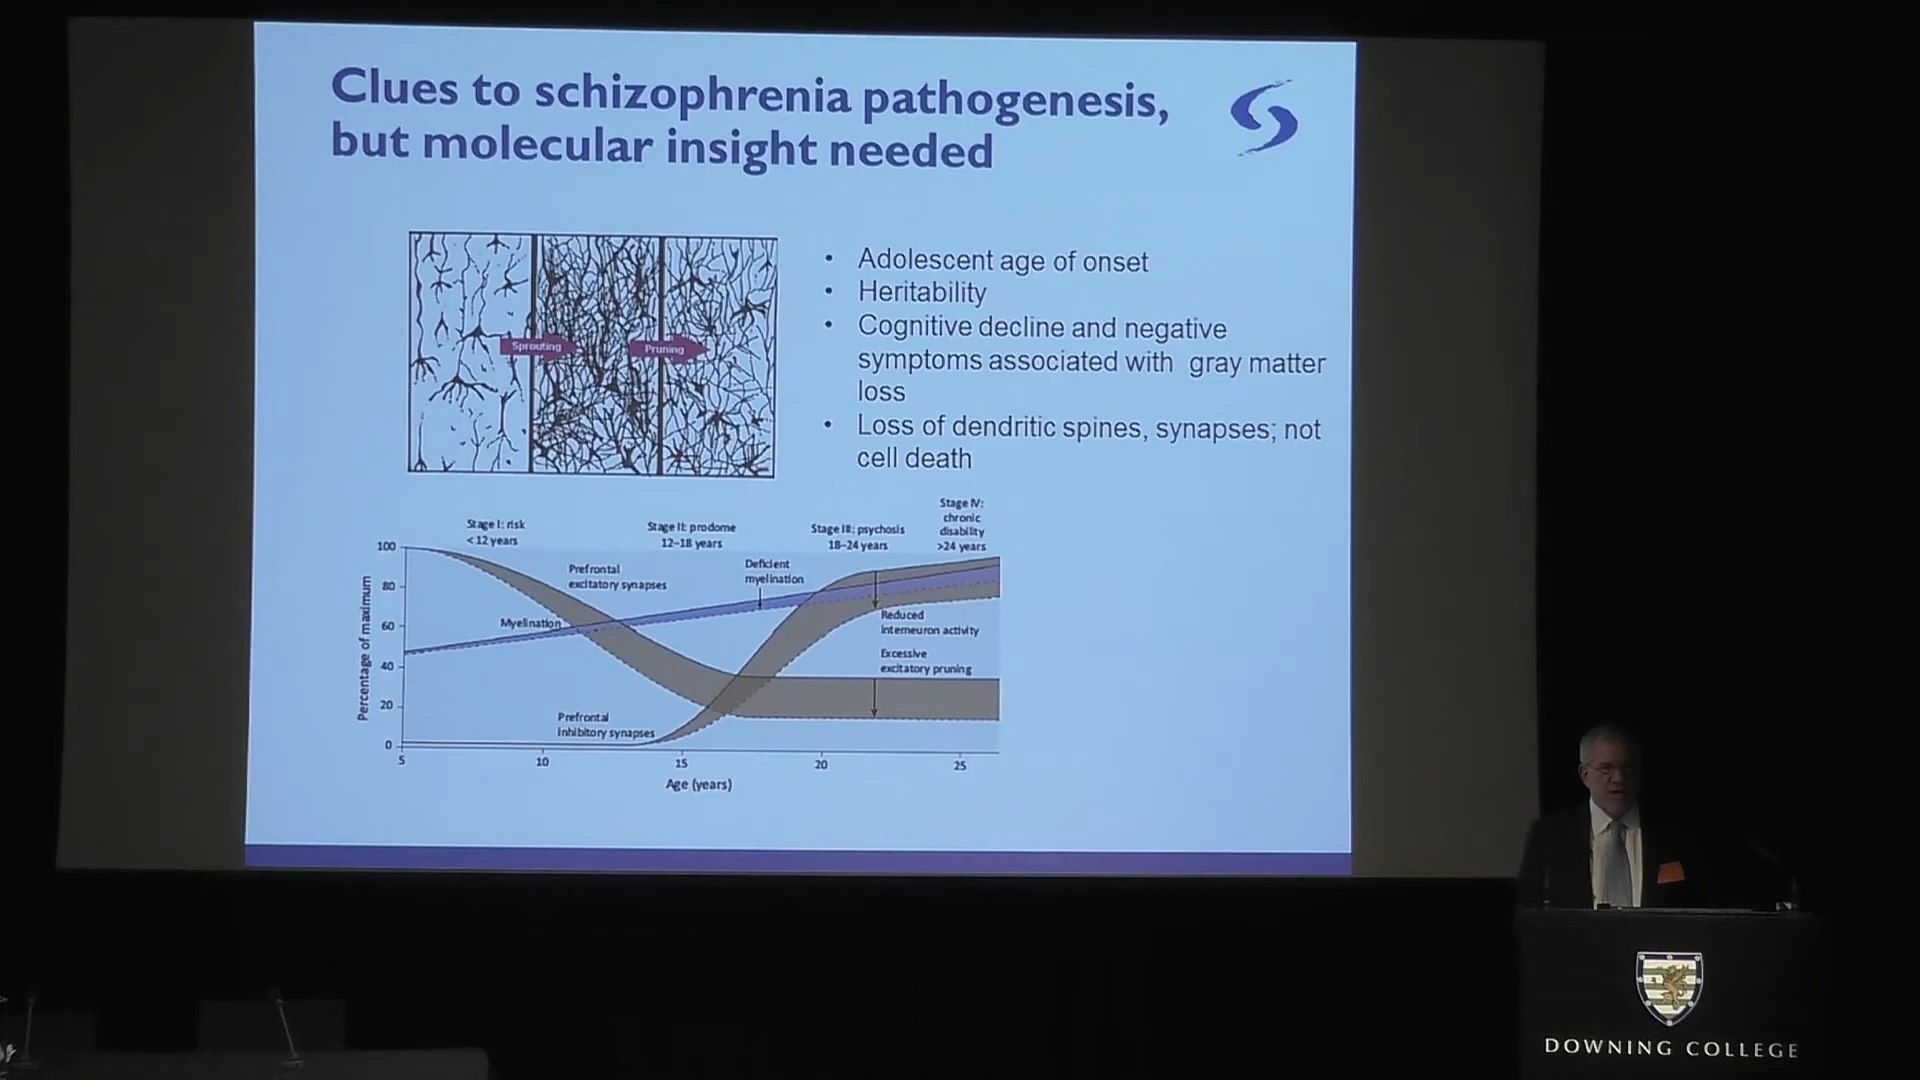 Clues to schizophrenia pathogenesis,
but molecular insight needed
Sprouting
Pruning
• Adolescent age of onset
• Heritability
• Cognitive decline and negative
symptoms associated with gray matter
loss
• Loss of dendritic spines, synapses; not
cell death
Stage I: risk
<12 years
Stage II: prodome
12–18 years
Stage III: psychosis
18–24 years
Stage IV:
chronic
disability
>24 years
Percentage of maximum
100
80
60
40
20
0
Prefrontal
excitatory synapses
Deficient
myelination
Myelination
Reduced
interneuron activity
Excessive
excitatory pruning
Prefrontal
inhibitory synapses
5
10
15
20
25
Age (years)
DOWNING COLLEGE